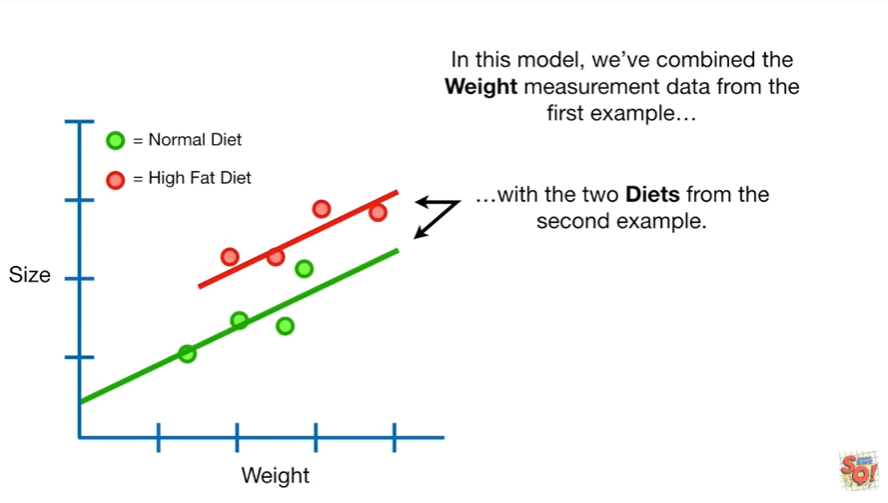 In this model, we've combined the
Weight measurement data from the
first example…
= Normal Diet
= High Fat Diet
…with the two Diets from the
second example.
Size
Weight
SQ!